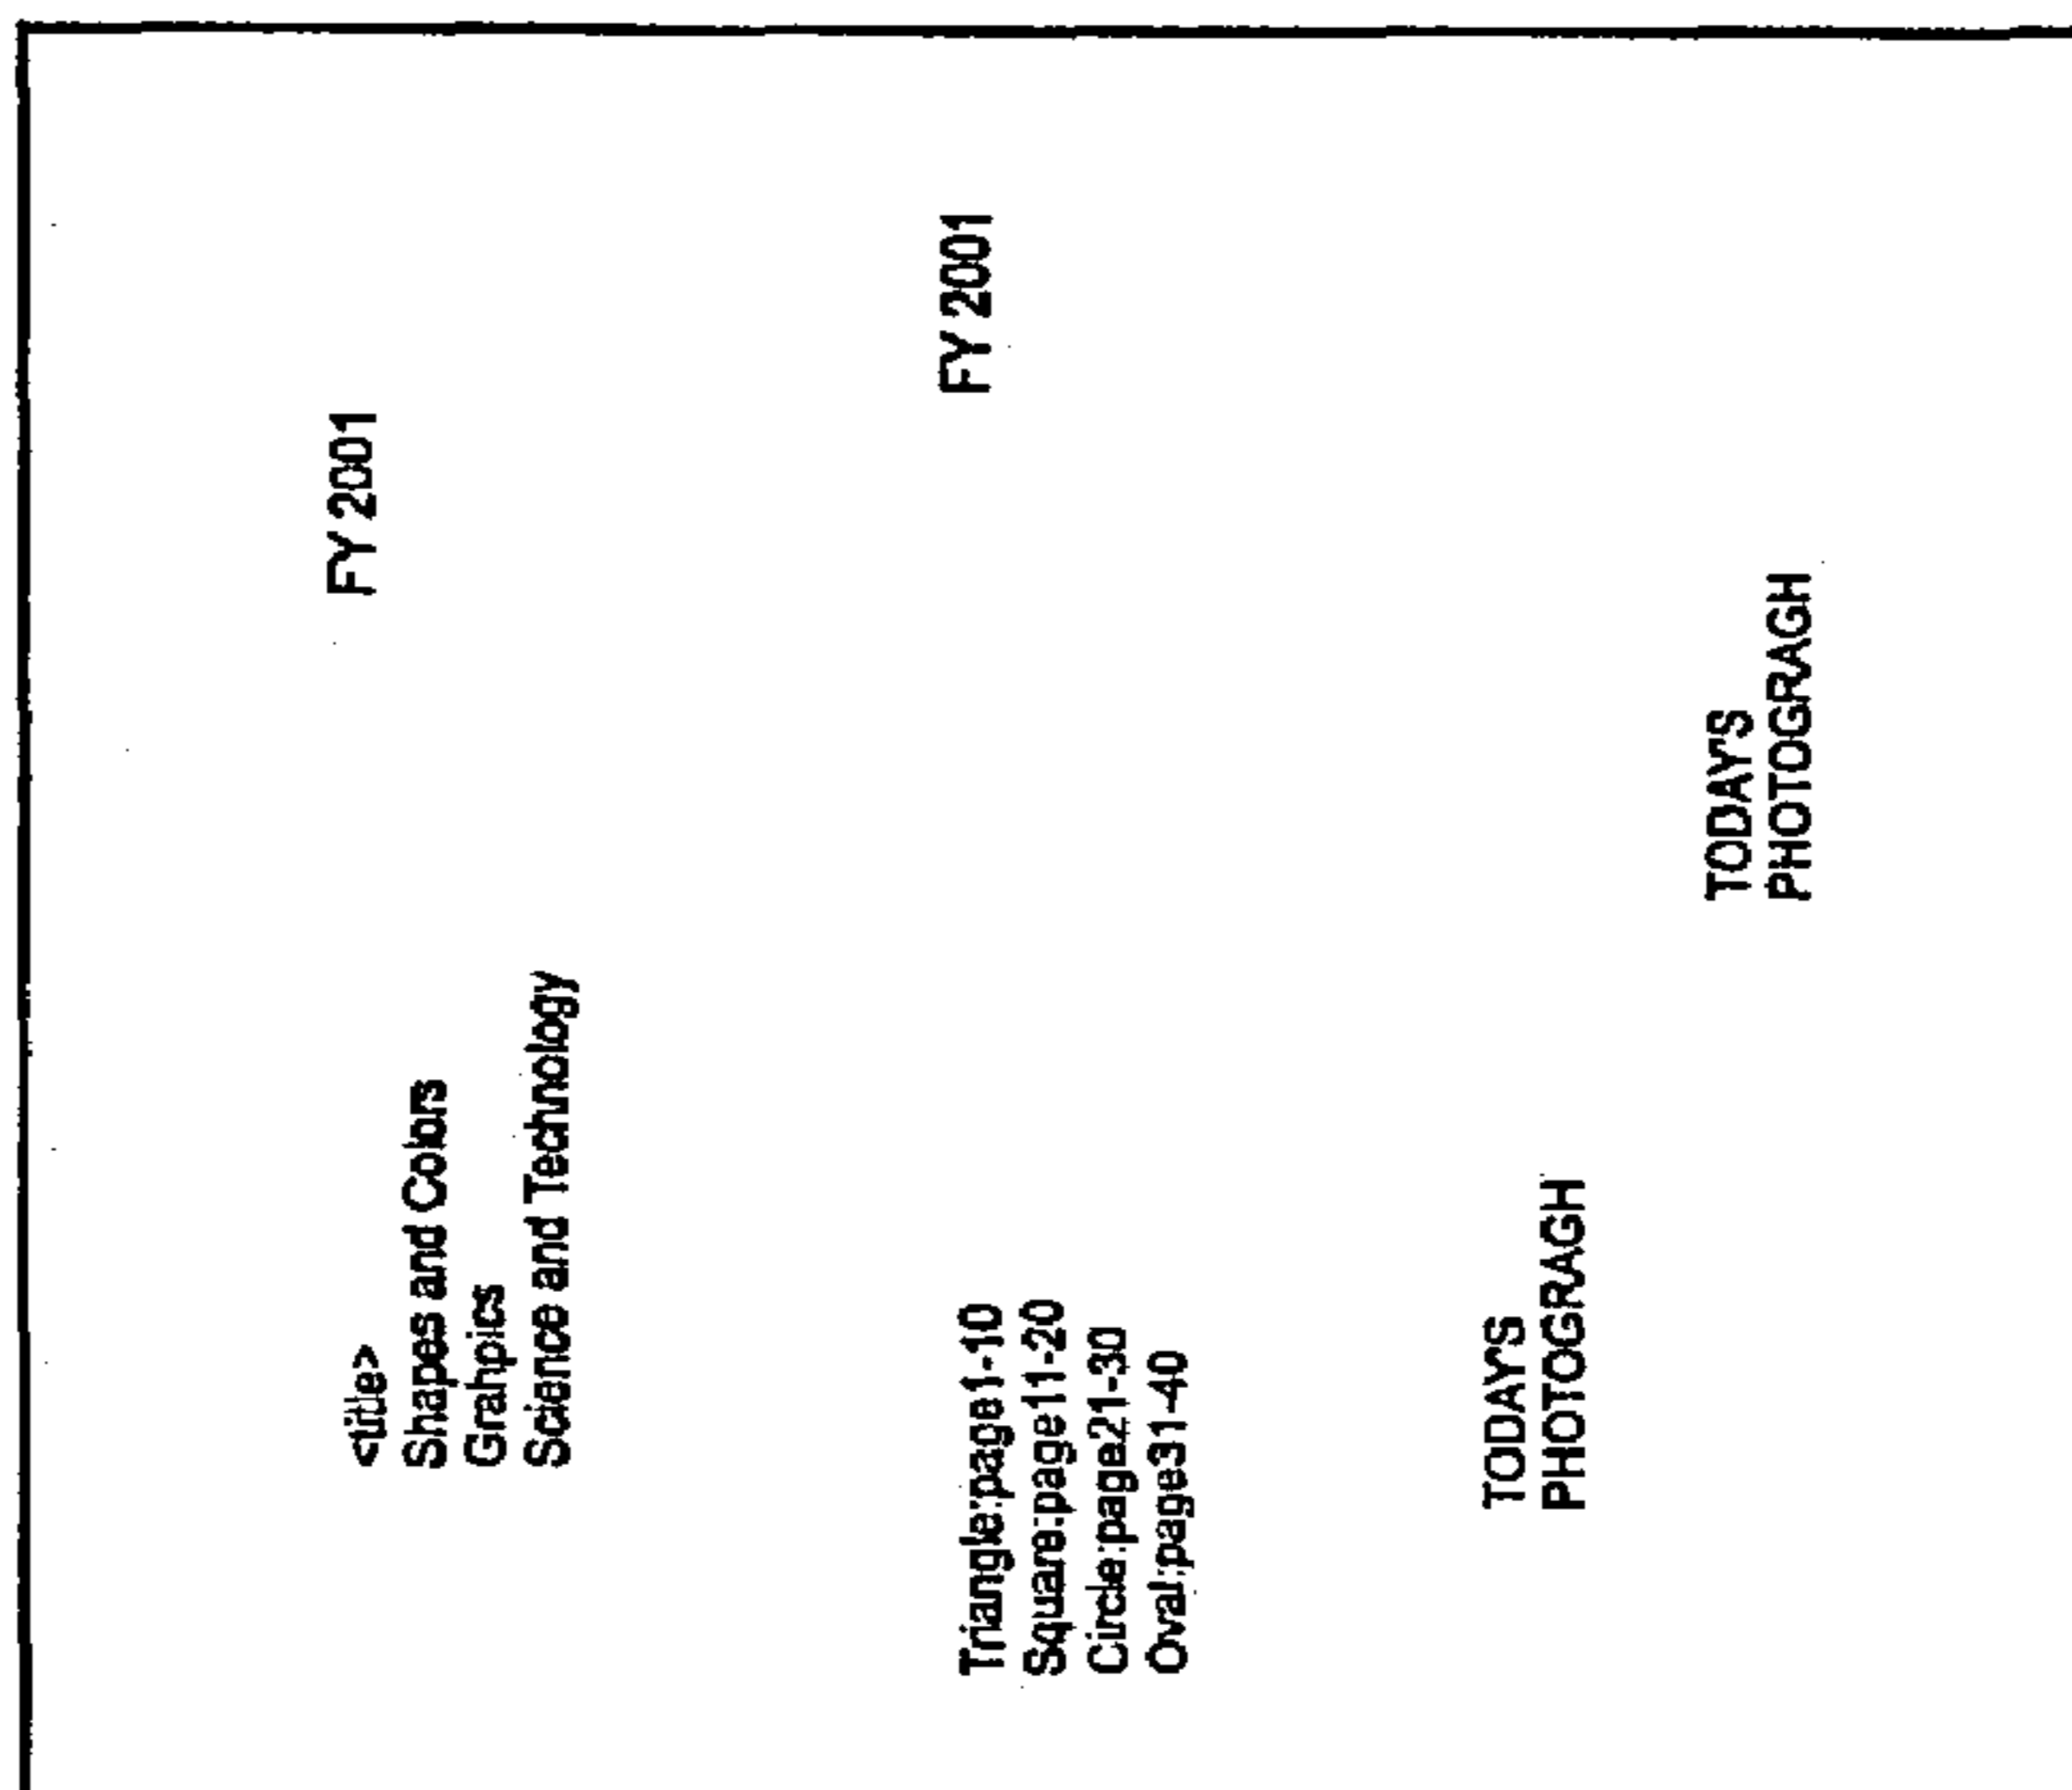 FY 2001
<title>
Shapes and Colors
Grahpics
Science and Technology
FY 2001
Triangle:page1-10
Square:page11-20
Circle:page21-30
Oval:page31-40
TODAY'S
PHOTOGRAGH
TODAY'S
PHOTOGRAGH